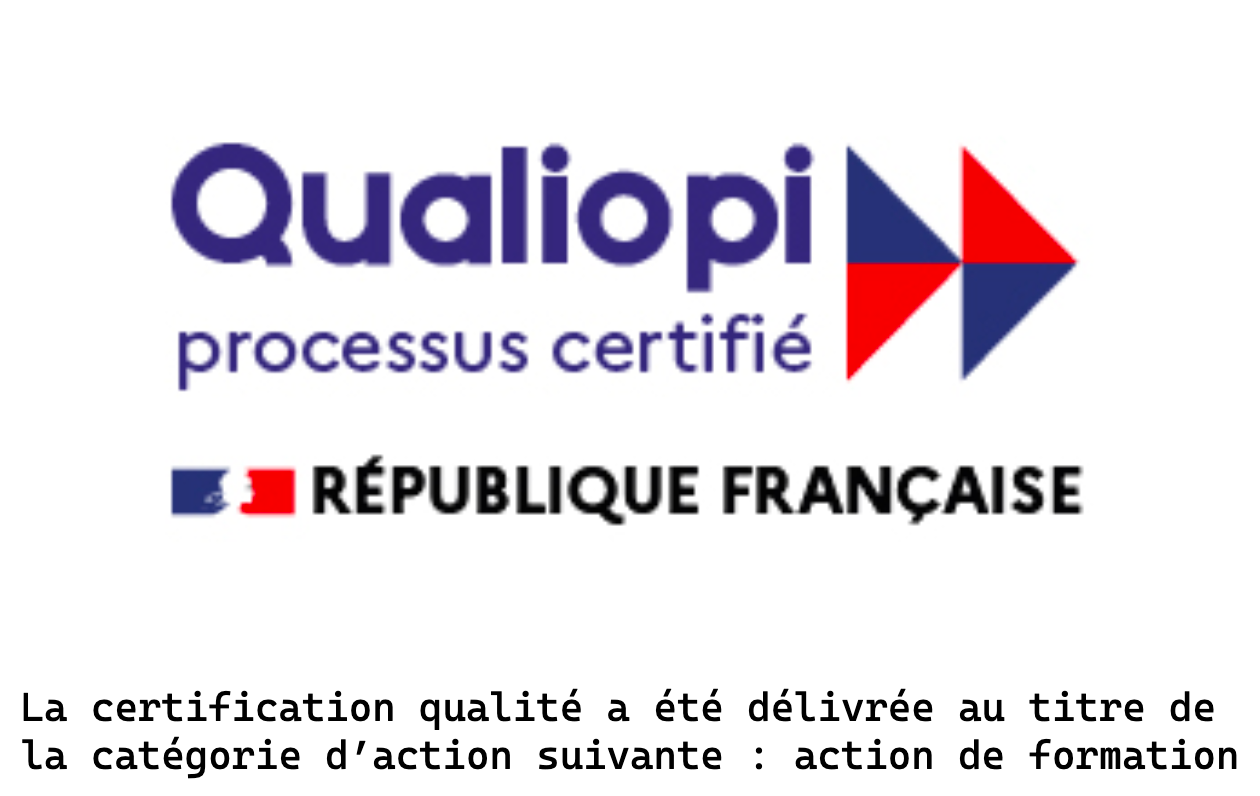 Qualiopi
processus certifié
RÉPUBLIQUE FRANÇAISE
La certification qualité a été délivrée au titre de
la catégorie d’action suivante : action de formation